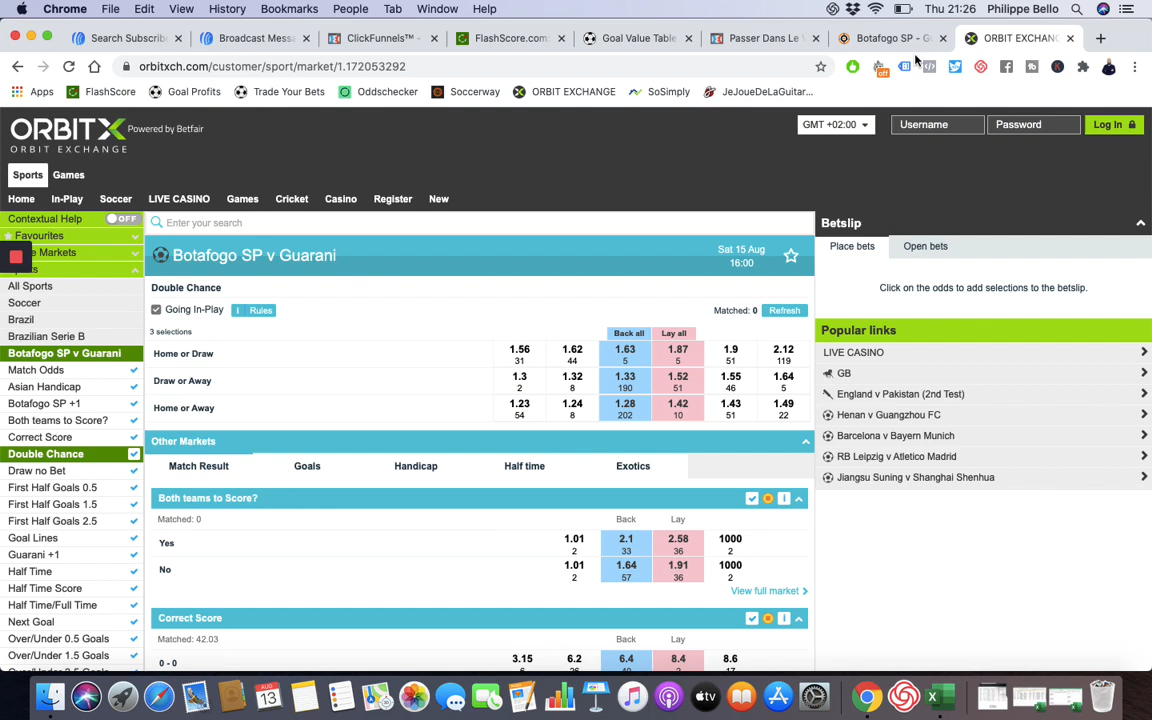 Chrome File Edit View History Bookmarks People Tab Window Help Thu 21:26 Philippe Bello
Search Subscrib Broadcast Messa ClickFunnels™ - FlashScore.com: Goal Value Table Passer Dans Le V Botafogo SP - Gu ORBIT EXCHANG
orbitxch.com/customer/sport/market/1.172053292
off
Apps FlashScore Goal Profits Trade Your Bets Oddschecker Soccerway ORBIT EXCHANGE SoSimply JeJoueDeLaGuitar...
ORBITX Powered by Betfair
ORBIT EXCHANGE
GMT +02:00 Username Password Log In
Sports Games
Home In-Play Soccer LIVE CASINO Games Cricket Casino Register New
Contextual Help OFF
Favourites
Markets
All Sports
Soccer
Brazil
Brazilian Serie B
Botafogo SP v Guarani
Match Odds
Asian Handicap
Botafogo SP +1
Both teams to Score?
Correct Score
Double Chance
Draw no Bet
First Half Goals 0.5
First Half Goals 1.5
First Half Goals 2.5
Goal Lines
Guarani +1
Half Time
Half Time Score
Half Time/Full Time
Next Goal
Over/Under 0.5 Goals
Over/Under 1.5 Goals
Enter your search
Botafogo SP v Guarani Sat 15 Aug
16:00
Double Chance
Going In-Play i Rules Matched: 0 Refresh
3 selections Back all Lay all
Home or Draw 1.56 1.62 1.63 1.87 1.9 2.12
31 44 5 5 51 119
Draw or Away 1.3 1.32 1.33 1.52 1.55 1.64
2 8 190 51 46 5
Home or Away 1.23 1.24 1.28 1.42 1.43 1.49
54 8 202 10 51 22
Other Markets
Match Result Goals Handicap Half time Exotics
Both teams to Score? i
Matched: 0 Back Lay
Yes 1.01 2.1 2.58 1000
2 33 36 2
No 1.01 1.64 1.91 1000
2 57 36 2
View full market
Correct Score i
Matched: 42.03 Back Lay
0 - 0 3.15 6.2 6.4 8.4 8.6
Betslip
Place bets Open bets
Click on the odds to add selections to the betslip.
Popular links
LIVE CASINO
GB
England v Pakistan (2nd Test)
Henan v Guangzhou FC
Barcelona v Bayern Munich
RB Leipzig v Atletico Madrid
Jiangsu Suning v Shanghai Shenhua
AUG
13
tv